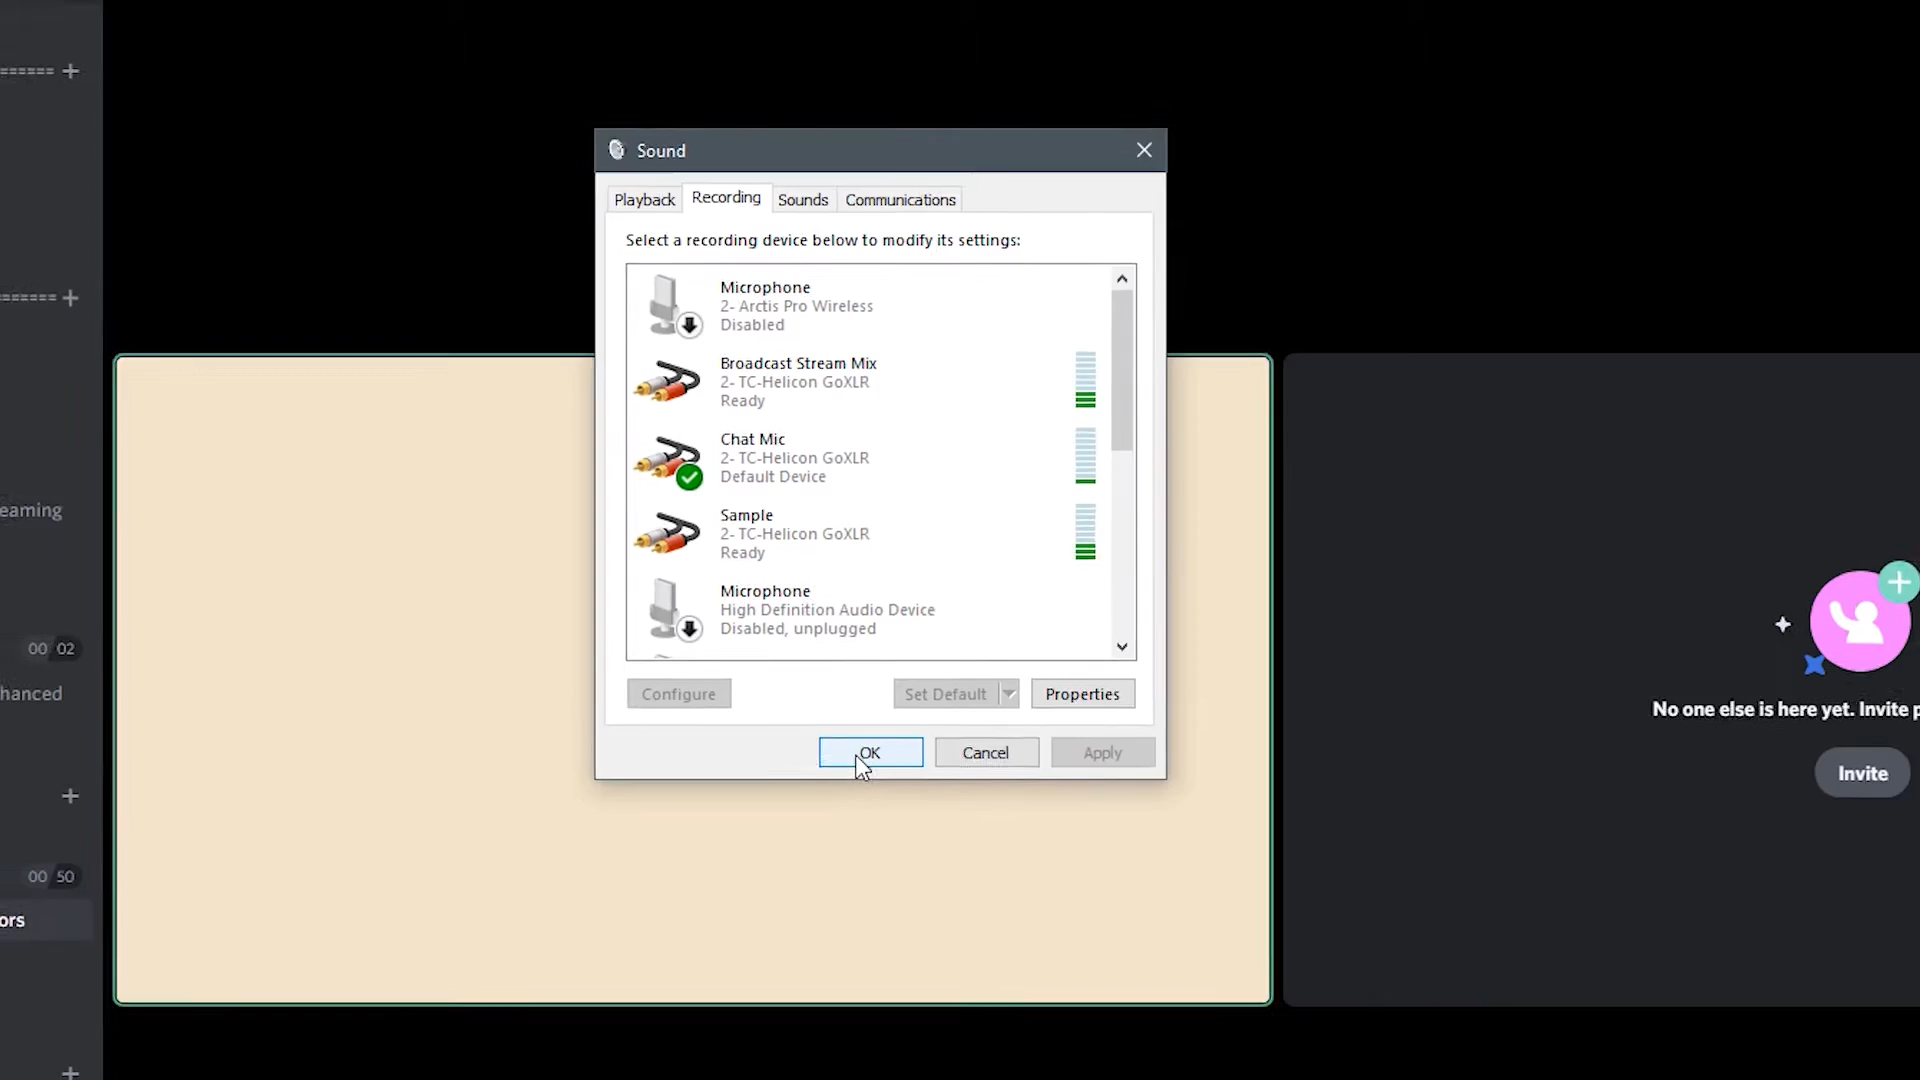 ======
Sound
Playback
Recording
Sounds
Communications
Select a recording device below to modify its settings:
Microphone
2- Arctis Pro Wireless
Disabled
Broadcast Stream Mix
2- TC-Helicon GoXLR
Ready
Chat Mic
2- TC-Helicon GoXLR
Default Device
Sample
2- TC-Helicon GoXLR
Ready
Microphone
High Definition Audio Device
Disabled, unplugged
Configure
Set Default
Properties
OK
Cancel
Apply
=======
eaming
00 02
hanced
00 50
ors
No one else is here yet. Invite p
Invite